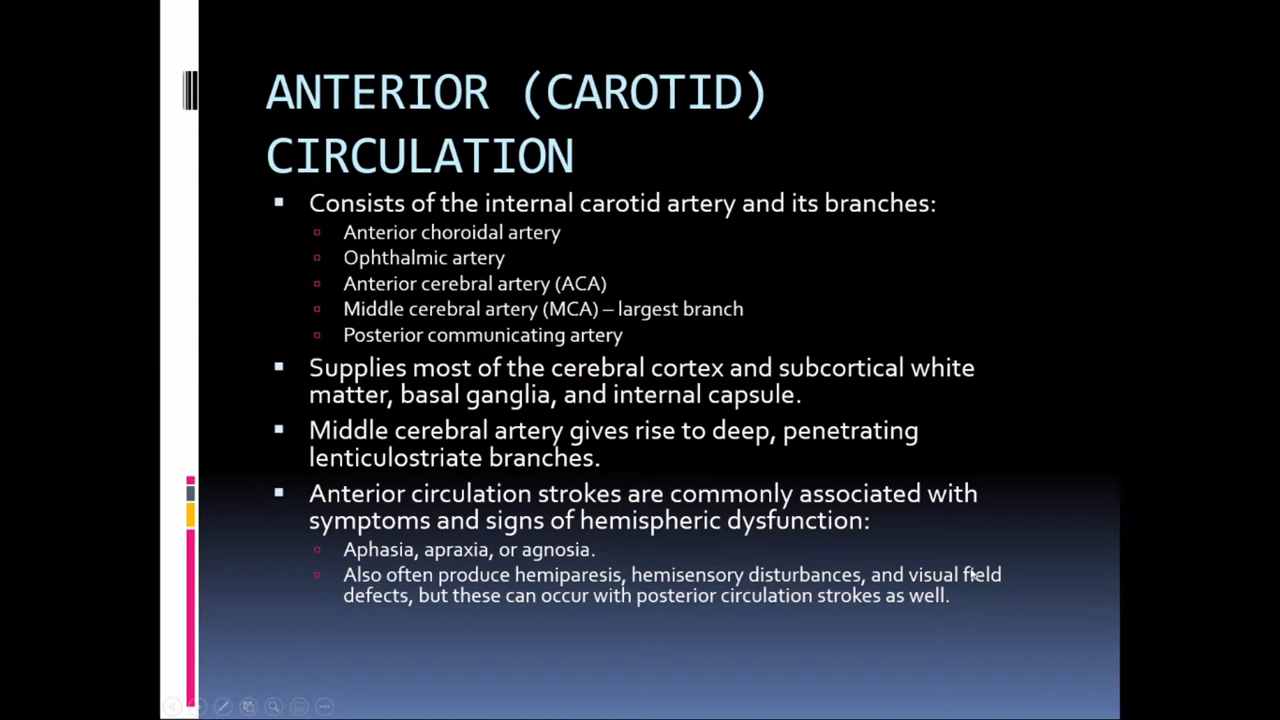 ANTERIOR (CAROTID)
CIRCULATION
Consists of the internal carotid artery and its branches:
Anterior choroidal artery
Ophthalmic artery
Anterior cerebral artery (ACA)
Middle cerebral artery (MCA) – largest branch
Posterior communicating artery
Supplies most of the cerebral cortex and subcortical white
matter, basal ganglia, and internal capsule.
Middle cerebral artery gives rise to deep, penetrating
lenticulostriate branches.
Anterior circulation strokes are commonly associated with
symptoms and signs of hemispheric dysfunction:
Aphasia, apraxia, or agnosia.
Also often produce hemiparesis, hemisensory disturbances, and visual field
defects, but these can occur with posterior circulation strokes as well.